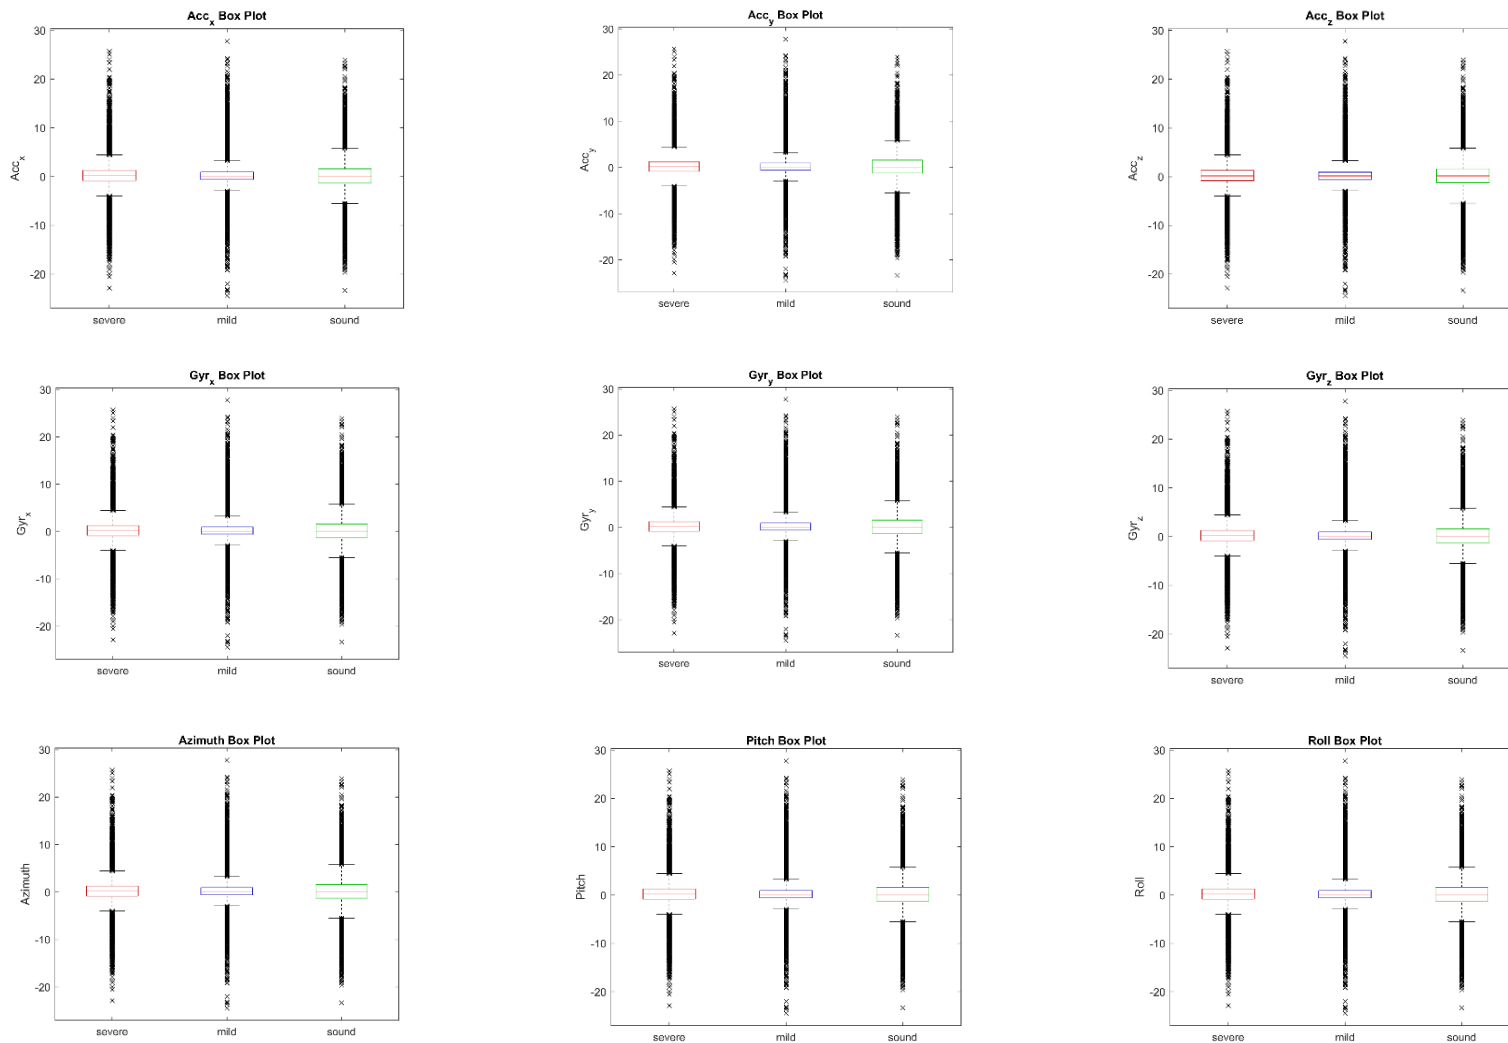 Acc_x Box Plot
30
20
10
0
-10
-20
Acc_x
severe mild sound
Acc_y Box Plot
30
20
10
0
-10
-20
Acc_y
severe mild sound
Acc_z Box Plot
30
20
10
0
-10
-20
Acc_z
severe mild sound
Gyr_x Box Plot
30
20
10
0
-10
-20
Gyr_x
severe mild sound
Gyr_y Box Plot
30
20
10
0
-10
-20
Gyr_y
severe mild sound
Gyr_z Box Plot
30
20
10
0
-10
-20
Gyr_z
severe mild sound
Azimuth Box Plot
30
20
10
0
-10
-20
Azimuth
severe mild sound
Pitch Box Plot
30
20
10
0
-10
-20
Pitch
severe mild sound
Roll Box Plot
30
20
10
0
-10
-20
Roll
severe mild sound